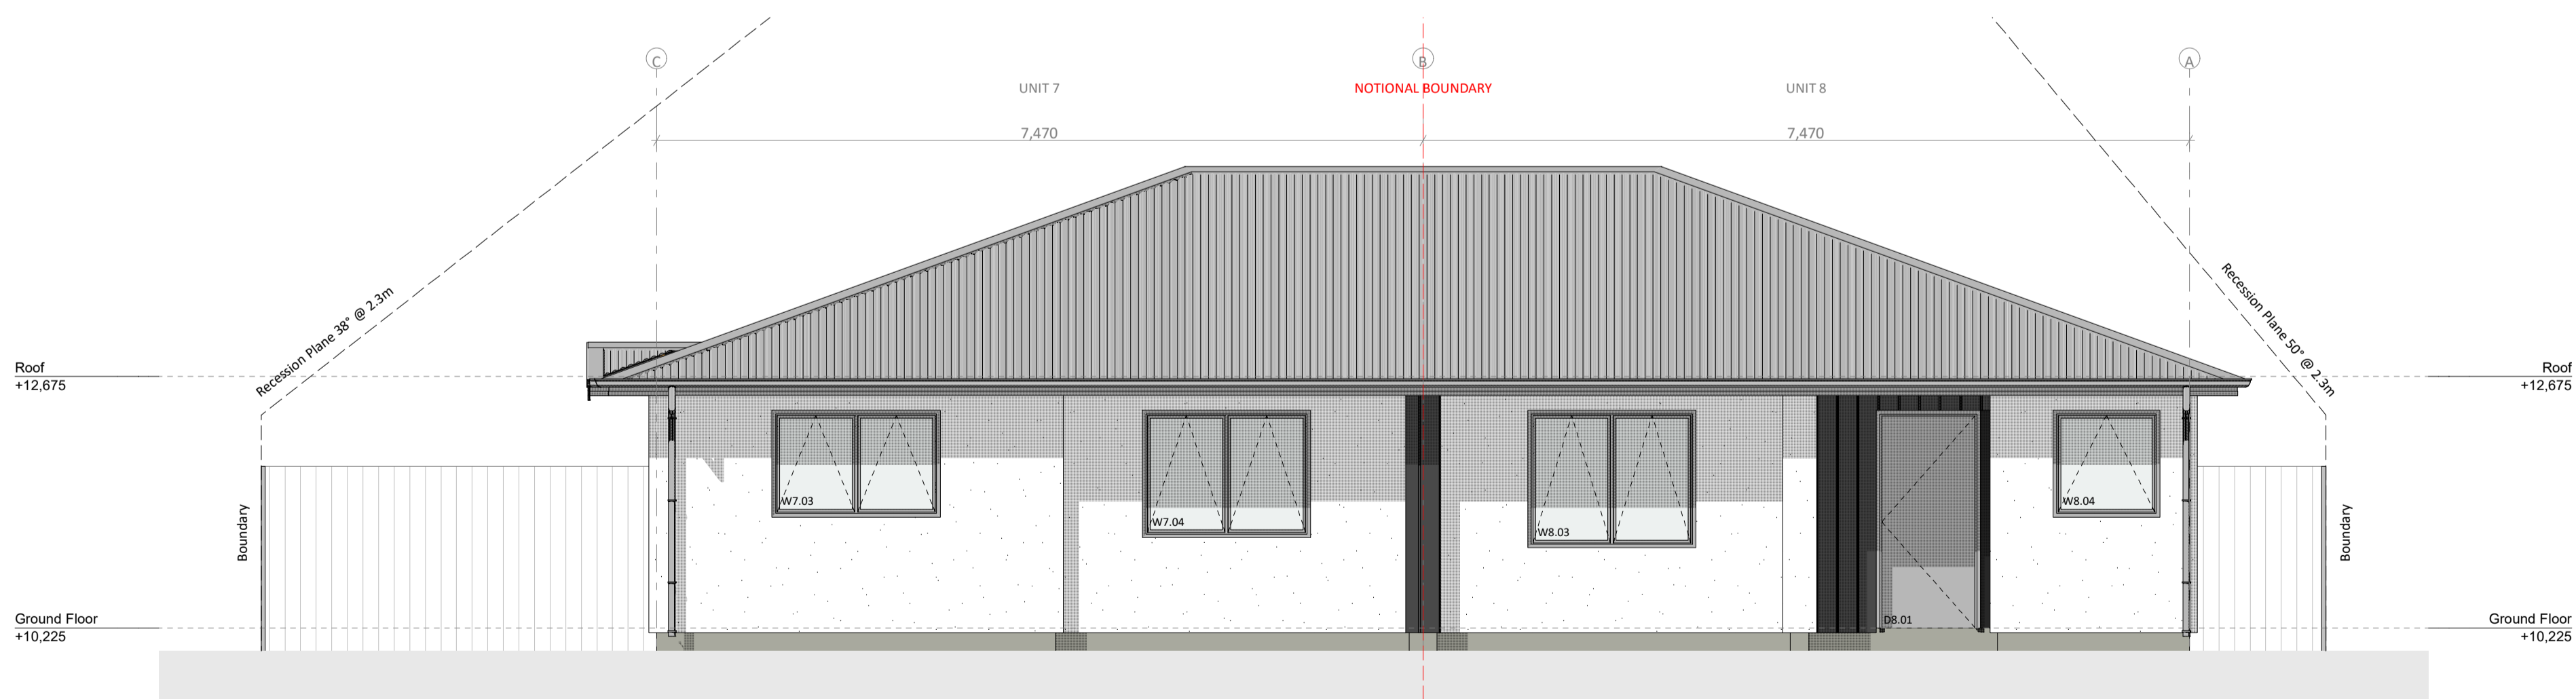 C
B
A
UNIT 7
NOTIONAL BOUNDARY
UNIT 8
7,470
7,470
Recession Plane 38° @ 2.3m
Recession Plane 50° @ 2.3m
Roof
+12,675
Roof
+12,675
W7.03
W7.04
W8.03
W8.04
Boundary
Boundary
D8.01
Ground Floor
+10,225
Ground Floor
+10,225